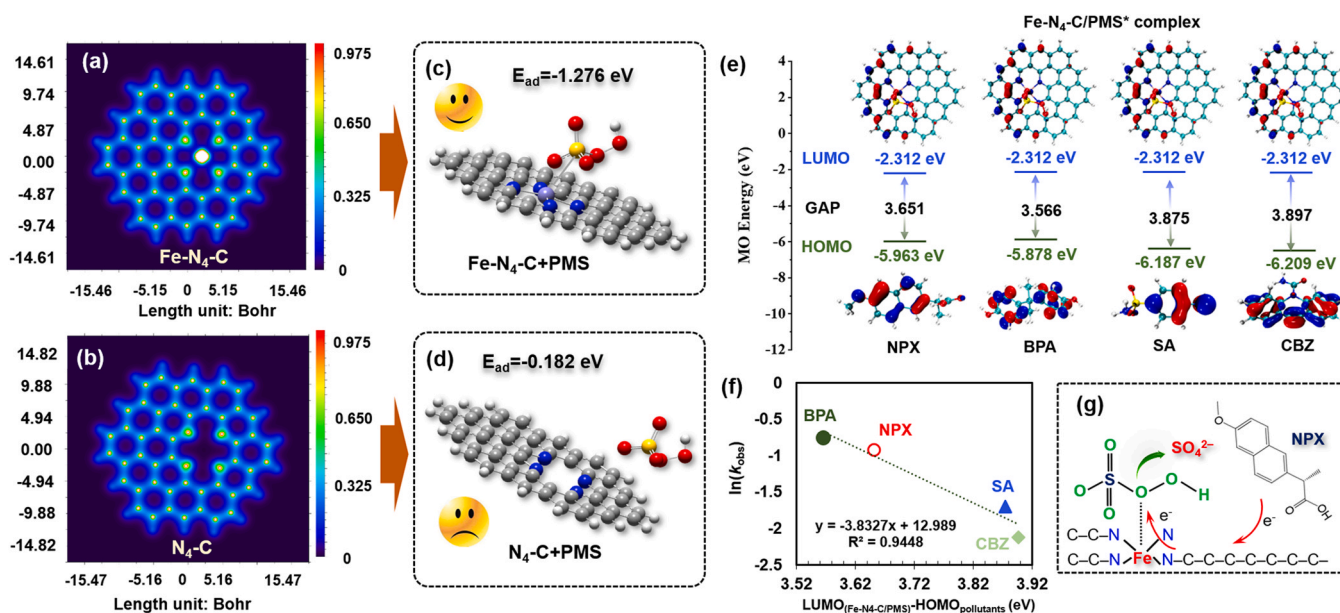 (a)
14.61
9.74
4.87
0.00
-4.87
-9.74
-14.61
Fe-N₄-C
-15.46 -5.15 0 5.15 15.46
Length unit: Bohr
0.975
0.650
0.325
0
(b)
14.82
9.88
4.94
0.00
-4.94
-9.88
-14.82
N₄-C
-15.47 -5.16 0 5.16 15.47
Length unit: Bohr
0.975
0.650
0.325
0
(c)
E_ad=-1.276 eV
Fe-N₄-C+PMS
(d)
E_ad=-0.182 eV
N₄-C+PMS
Fe-N₄-C/PMS* complex
(e)
MO Energy (eV)
4
2
0
-2
-4
-6
-8
-10
-12
LUMO
-2.312 eV -2.312 eV -2.312 eV -2.312 eV
GAP
3.651 3.566 3.875 3.897
HOMO
-5.963 eV -5.878 eV -6.187 eV -6.209 eV
NPX BPA SA CBZ
(f)
ln(k_obs)
0
-0.5
-1
-1.5
-2
-2.5
BPA
NPX
SA
CBZ
y = -3.8327x + 12.989
R² = 0.9448
3.52 3.62 3.72 3.82 3.92
LUMO(Fe-N4-C/PMS)-HOMOpollutants (eV)
(g)
NPX
SO₄²⁻
O
O
S O O
O H
O
O
OH
e⁻
e⁻
C-C-N N
C-C-N Fe N-C-C-C-C-C-C-C-